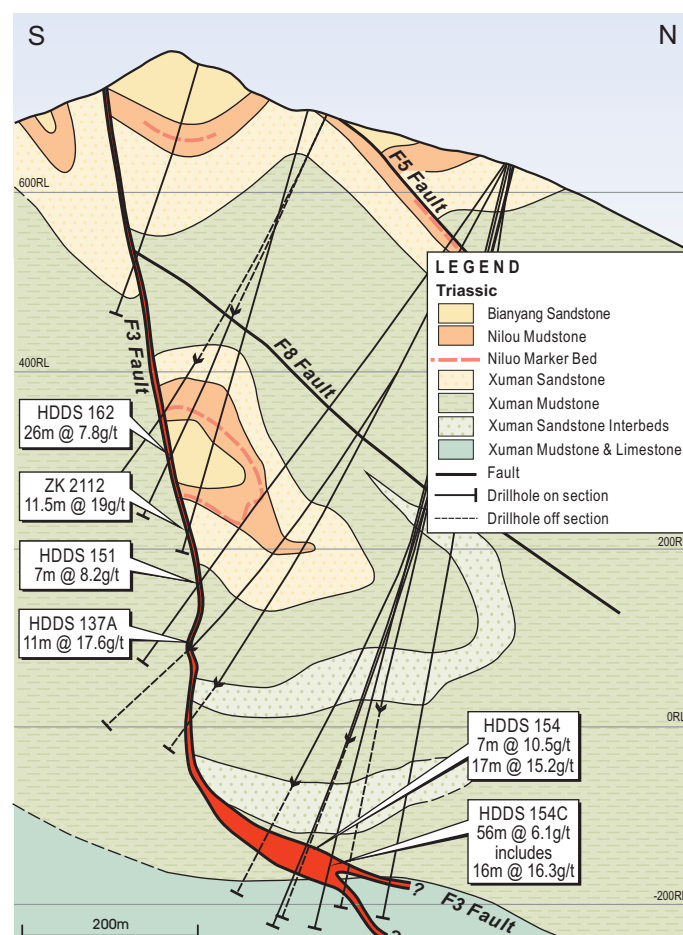 S
N
600RL
F5 Fault
LEGEND
Triassic
Bianyang Sandstone
Nilou Mudstone
Niluo Marker Bed
Xuman Sandstone
Xuman Mudstone
Xuman Sandstone Interbeds
Xuman Mudstone & Limestone
Fault
Drillhole on section
Drillhole off section
F3 Fault
F8 Fault
400RL
HDDS 162
26m @ 7.8g/t
ZK 2112
11.5m @ 19g/t
200RL
HDDS 151
7m @ 8.2g/t
HDDS 137A
11m @ 17.6g/t
0RL
HDDS 154
7m @ 10.5g/t
17m @ 15.2g/t
HDDS 154C
56m @ 6.1g/t
includes
16m @ 16.3g/t
?
F3 Fault
-200RL
200m
?